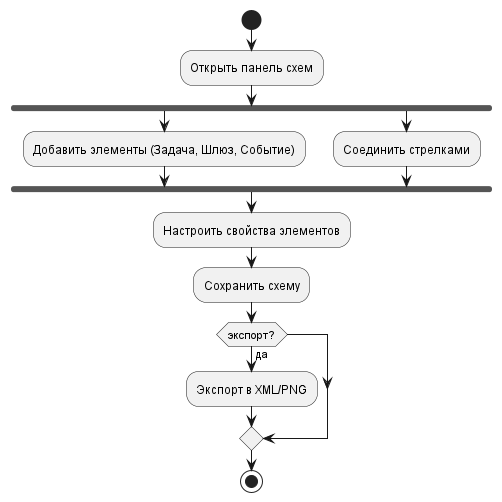 Открыть панель схем
Добавить элементы (Задача, Шлюз, Событие)
Соединить стрелками
Настроить свойства элементов
Сохранить схему
экспорт?
да
Экспорт в XML/PNG